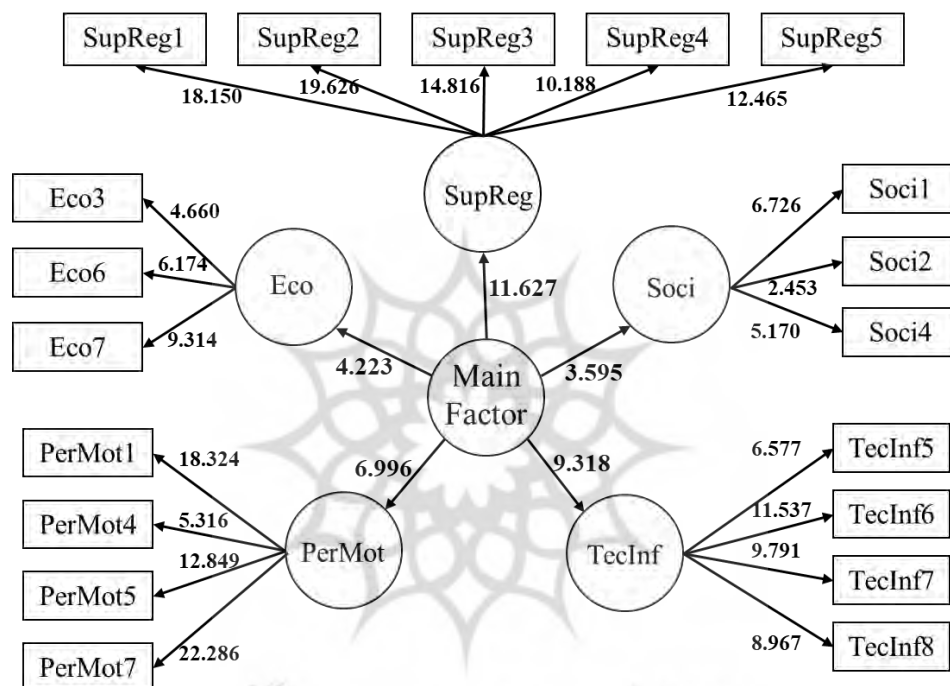 SupReg1 SupReg2 SupReg3 SupReg4 SupReg5
18.150 19.626 14.816 10.188 12.465
SupReg
Eco3
Eco6
Eco7
4.660
6.174
9.314
Eco
Soci1
Soci2
Soci4
6.726
2.453
5.170
Soci
11.627
4.223
3.595
Main
Factor
6.996
9.318
PerMot1
PerMot4
PerMot5
PerMot7
18.324
5.316
12.849
22.286
PerMot
TecInf
6.577
11.537
9.791
8.967
TecInf5
TecInf6
TecInf7
TecInf8